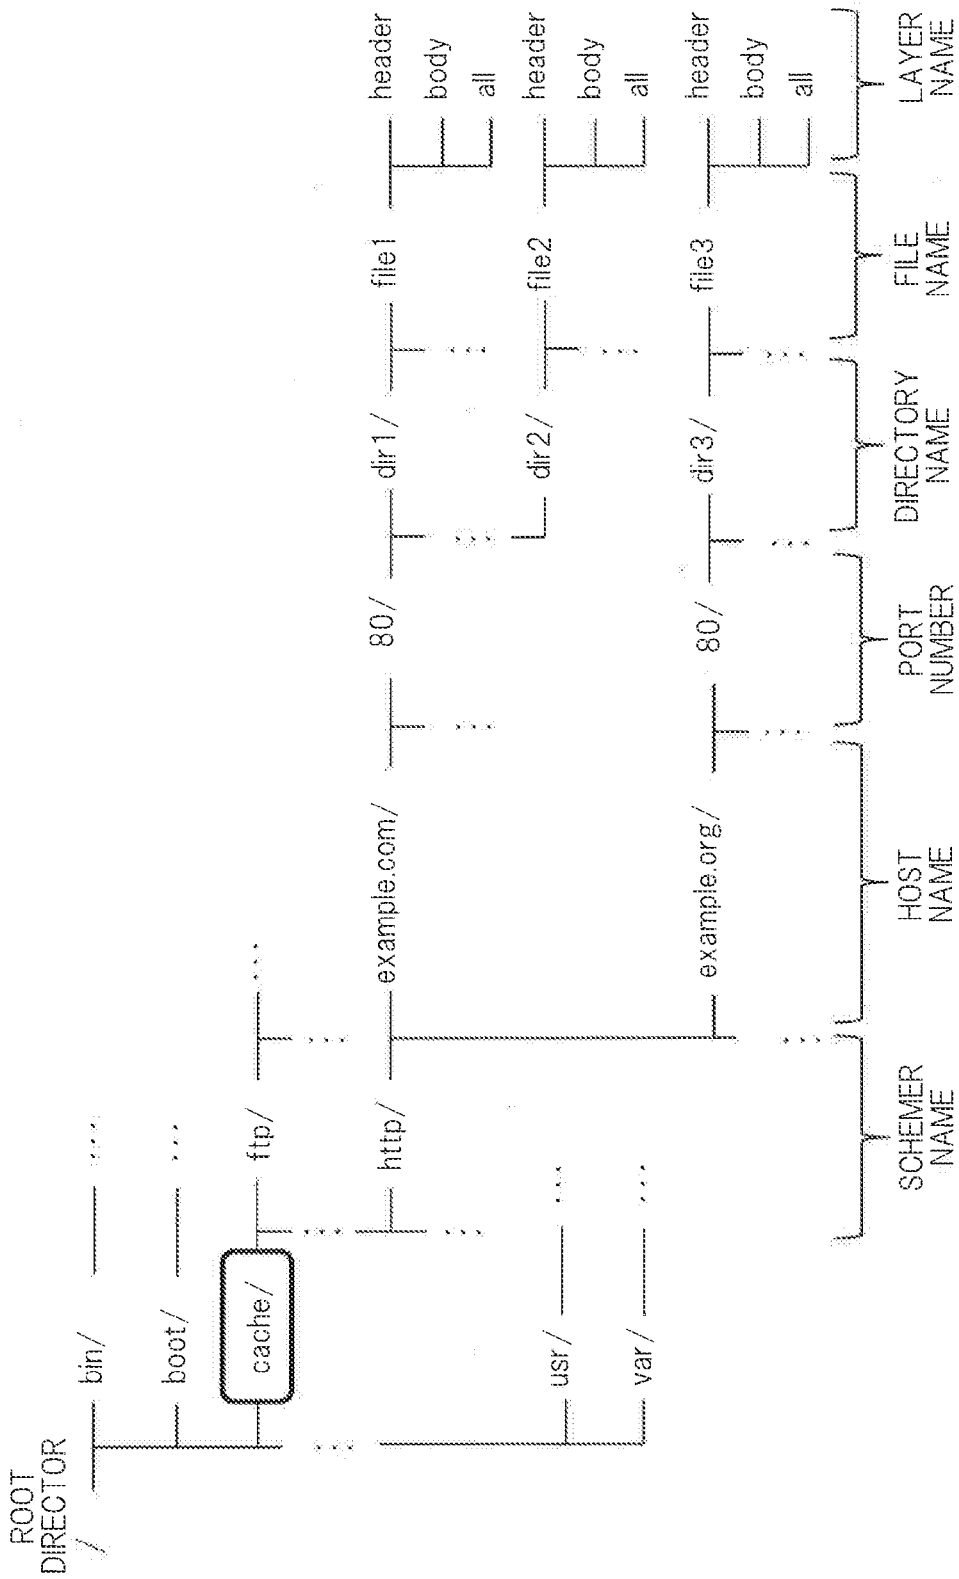 ROOT
DIRECTOR
/
bin/ ...
boot/ ...
cache/
ftp/ ...
...
...
http/
...
example.com/
80/
dir1/
file1
header
body
all
...
...
...
dir2/
file2
header
body
all
...
example.org/
80/
dir3/
file3
header
body
all
...
...
...
...
...
usr/ ...
var/ ...
SCHEMER
NAME
HOST
NAME
PORT
NUMBER
DIRECTORY
NAME
FILE
NAME
LAYER
NAME